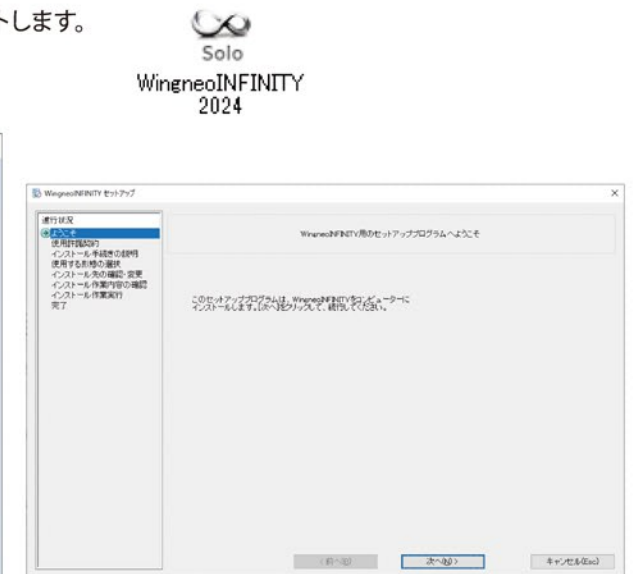 トします。
Solo
WingneoINFINITY
2024
WingneoINFINITY セットアップ
進行状況
ようこそ
使用許諾契約
インストール手続きの説明
使用する形態の選択
インストール先の確認・変更
インストール作業内容の確認
インストール作業実行
完了
WingneoINFINITY用のセットアッププログラムへようこそ
このセットアッププログラムは、WingneoINFINITYをコンピューターに
インストールします。[次へ]をクリックして、続行してください。
次へ(N) >
キャンセル(Esc)